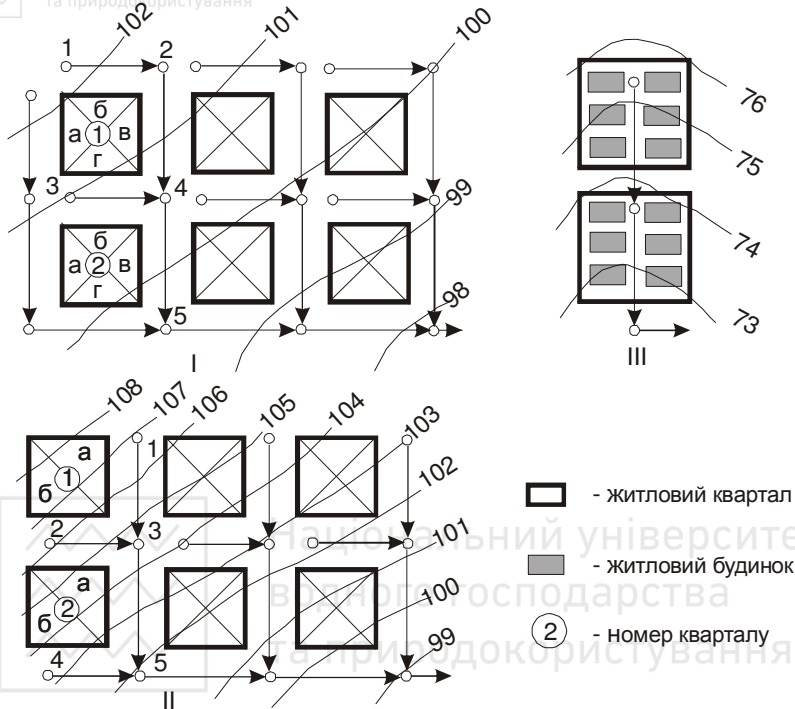 та природокористування
102
101
100
1
2
б
а 1 в
г
3
4
99
б
а 2 в
г
98
5
I
76
75
74
73
III
108
107
106
105
104
103
а
1
1
б
102
2
3
101
а
2
б
100
4
5
99
II
- житловий квартал
Національний університе
- житловий будинок
водного господарства
2 - номер кварталу
та природокористування